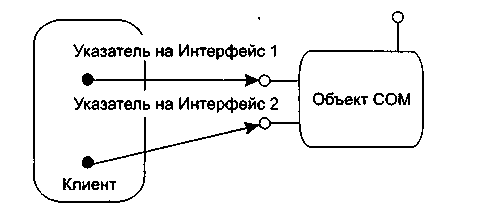 Указатель на Интерфейс 1
Указатель на Интерфейс 2
Объект COM
Клиент